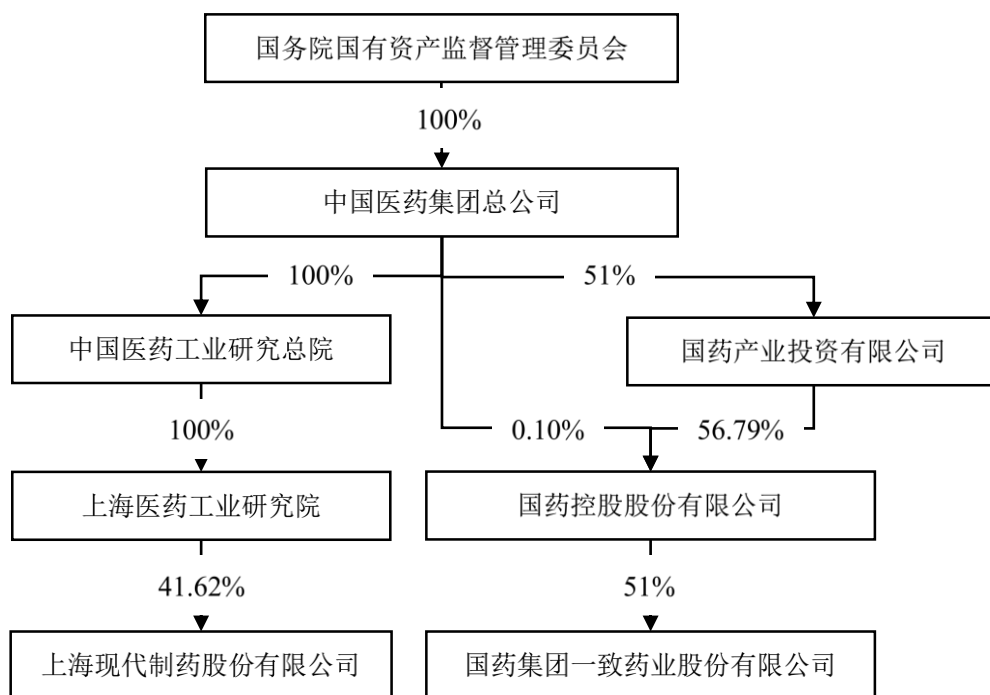 国务院国有资产监督管理委员会
100%
中国医药集团总公司
100%
51%
中国医药工业研究总院
国药产业投资有限公司
100%
0.10%
56.79%
上海医药工业研究院
国药控股股份有限公司
41.62%
51%
上海现代制药股份有限公司
国药集团一致药业股份有限公司